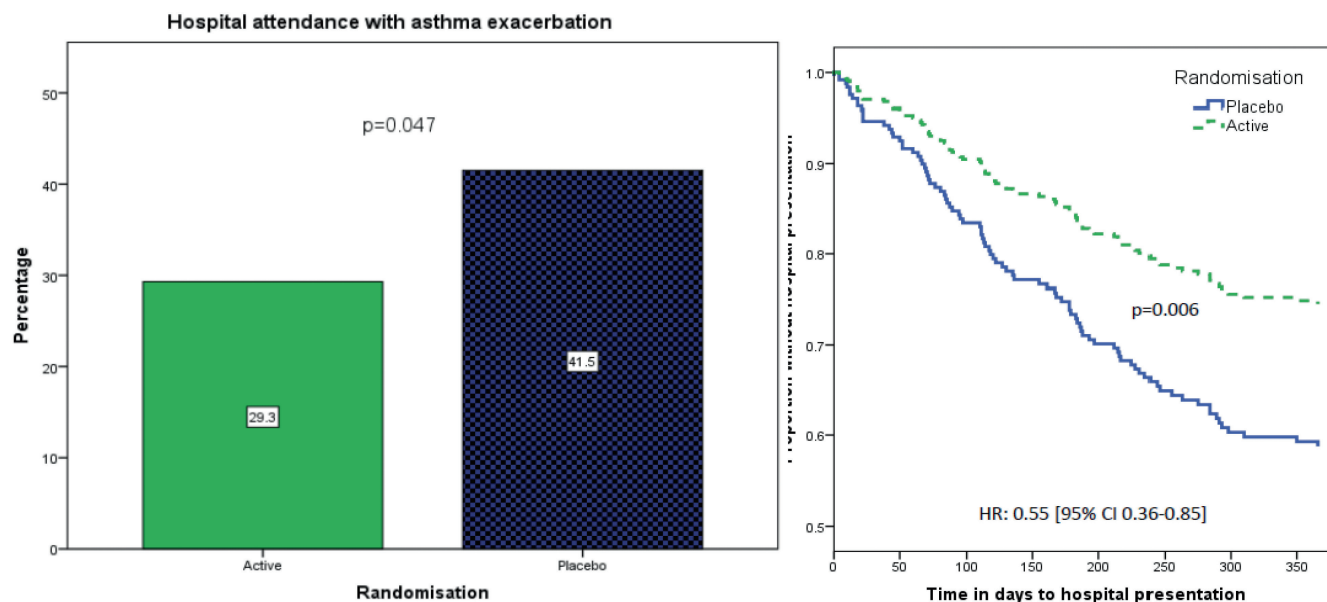 Hospital attendance with asthma exacerbation
50
40
30
20
10
0
Percentage
p=0.047
29.3
41.5
Active
Placebo
Randomisation
1.0
0.9
0.8
0.7
0.6
0.5
without hospital presentation
Randomisation
Placebo
Active
p=0.006
HR: 0.55 [95% CI 0.36-0.85]
0
50
100
150
200
250
300
350
Time in days to hospital presentation